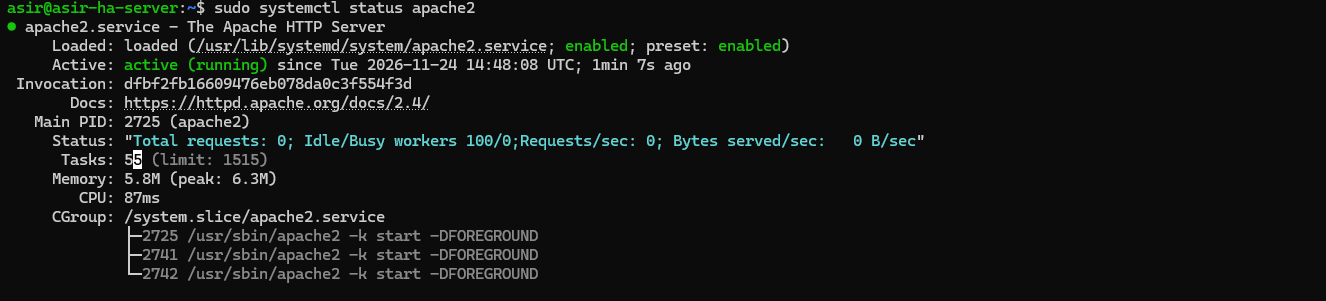 asir@asir-ha-server:~$ sudo systemctl status apache2
● apache2.service - The Apache HTTP Server
     Loaded: loaded (/usr/lib/systemd/system/apache2.service; enabled; preset: enabled)
     Active: active (running) since Tue 2026-11-24 14:48:08 UTC; 1min 7s ago
 Invocation: dfbf2fb16609476eb078da0c3f554f3d
       Docs: https://httpd.apache.org/docs/2.4/
   Main PID: 2725 (apache2)
     Status: "Total requests: 0; Idle/Busy workers 100/0;Requests/sec: 0; Bytes served/sec:   0 B/sec"
      Tasks: 55 (limit: 1515)
     Memory: 5.8M (peak: 6.3M)
        CPU: 87ms
     CGroup: /system.slice/apache2.service
             ├─2725 /usr/sbin/apache2 -k start -DFOREGROUND
             ├─2741 /usr/sbin/apache2 -k start -DFOREGROUND
             └─2742 /usr/sbin/apache2 -k start -DFOREGROUND